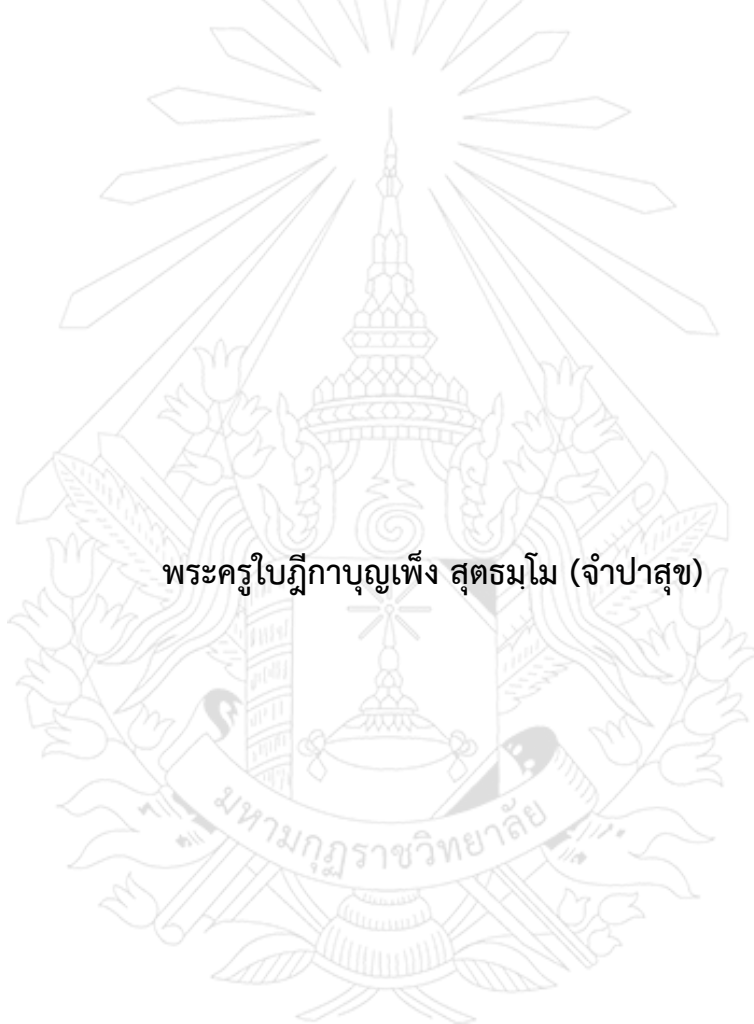 พระครูใบฎีกาบุญเพ็ง สุตธมฺโม (จำปาสุข)
มหามกุฏราชวิทยาลัย